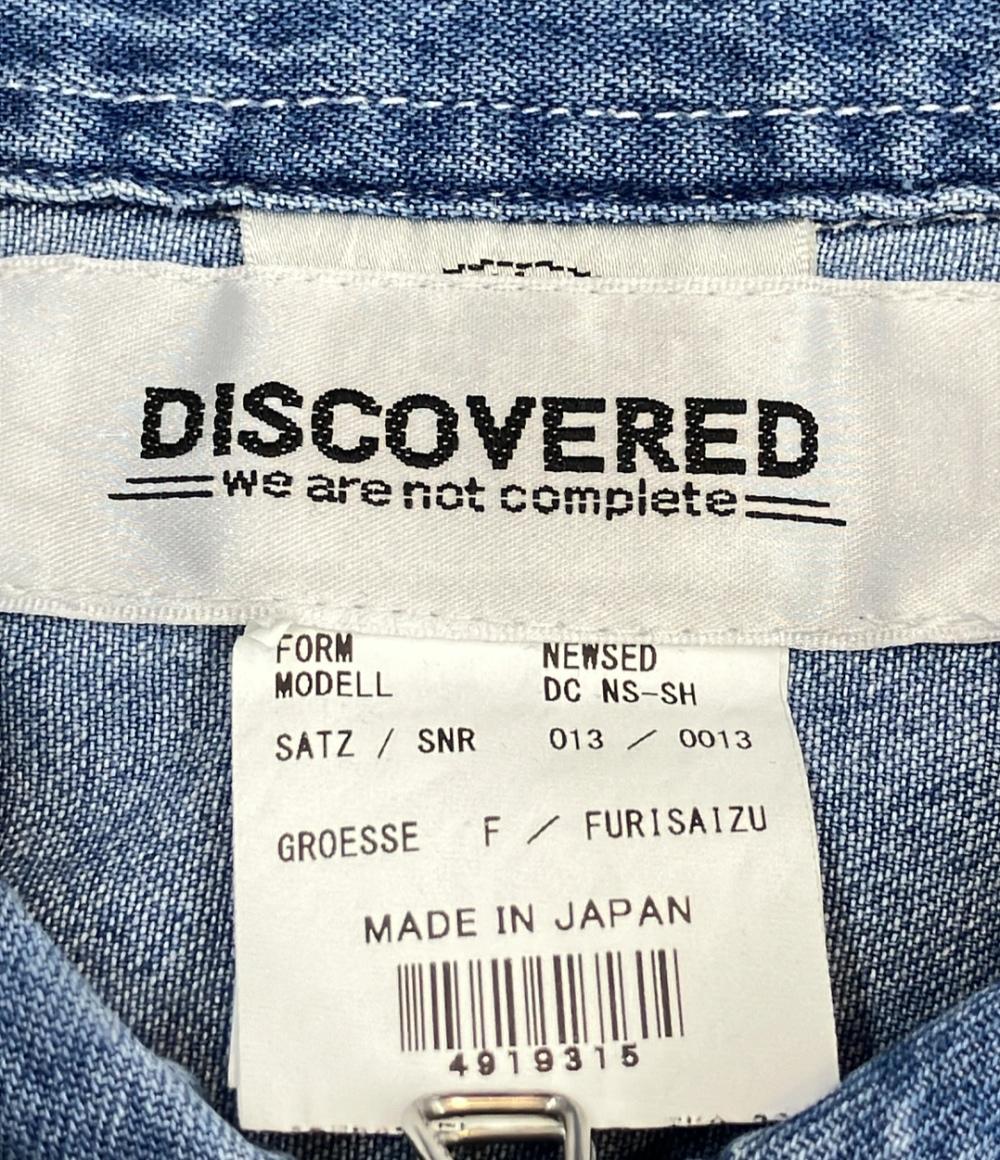 DISCOVERED
we are not complete
FORM NEWSED
MODELL DC NS-SH
SATZ / SNR 013 / 0013
GROESSE F / FURISAIZU
MADE IN JAPAN
4919315